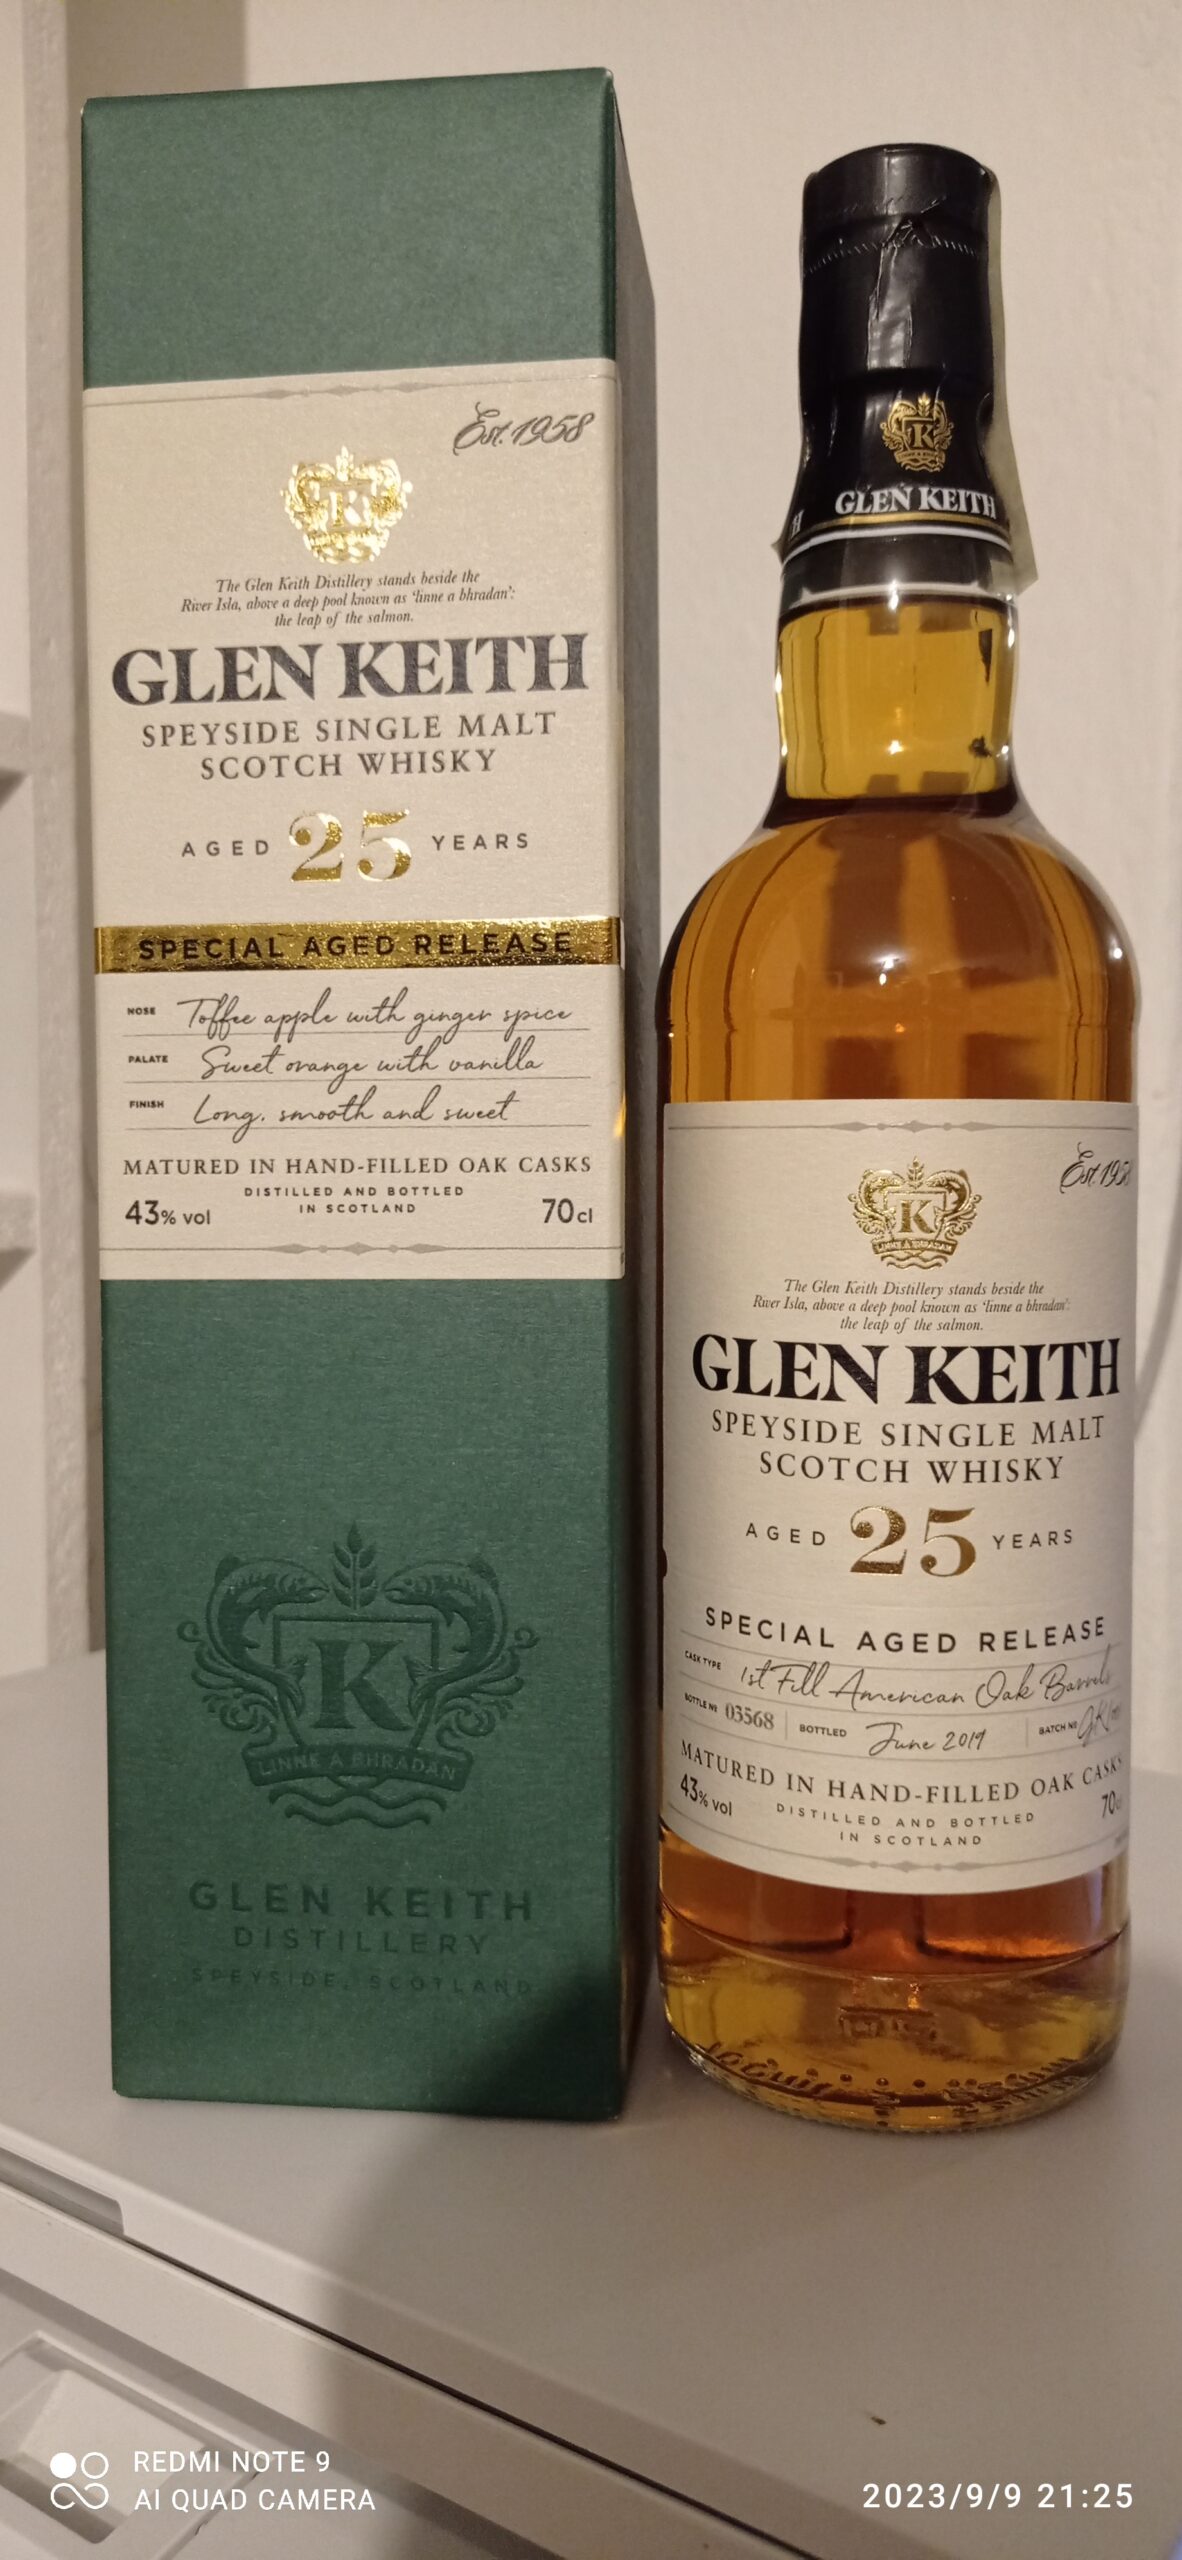 Est. 1958
K
The Glen Keith Distillery stands beside the
River Isla, above a deep pool known as 'linne a bhradan':
the leap of the salmon.
GLEN KEITH
SPEYSIDE SINGLE MALT
SCOTCH WHISKY
AGED 25 YEARS
SPECIAL AGED RELEASE
NOSE Toffee apple with ginger spice
PALATE Sweet orange with vanilla
FINISH Long, smooth and sweet
MATURED IN HAND-FILLED OAK CASKS
DISTILLED AND BOTTLED
IN SCOTLAND
43% vol 70cl
K
LINNE A BHRADAN
GLEN KEITH
DISTILLERY
SPEYSIDE, SCOTLAND
K
GLEN KEITH
Est. 1958
K
LINNE A BHRADAN
The Glen Keith Distillery stands beside the
River Isla, above a deep pool known as 'linne a bhradan':
the leap of the salmon.
GLEN KEITH
SPEYSIDE SINGLE MALT
SCOTCH WHISKY
AGED 25 YEARS
SPECIAL AGED RELEASE
CASK TYPE 1st Fill American Oak Barrels
BOTTLE Nº 03568 BOTTLED June 2019 BATCH Nº
MATURED IN HAND-FILLED OAK CASKS
43% vol DISTILLED AND BOTTLED 70cl
IN SCOTLAND
REDMI NOTE 9
AI QUAD CAMERA
2023/9/9 21:25